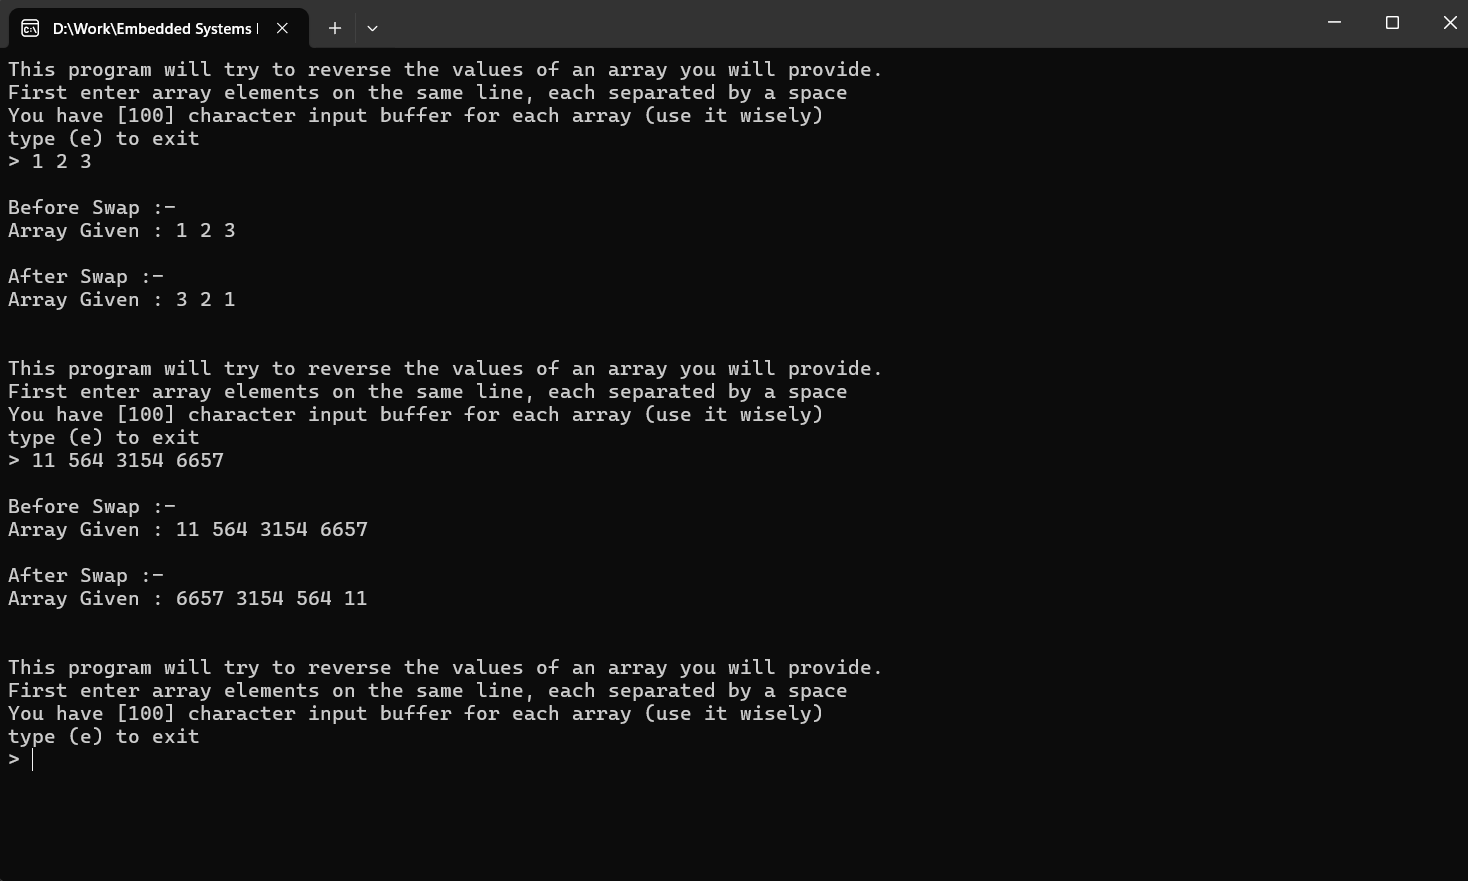 D:\Work\Embedded Systems
This program will try to reverse the values of an array you will provide.
First enter array elements on the same line, each separated by a space
You have [100] character input buffer for each array (use it wisely)
type (e) to exit
> 1 2 3
Before Swap :-
Array Given : 1 2 3
After Swap :-
Array Given : 3 2 1
This program will try to reverse the values of an array you will provide.
First enter array elements on the same line, each separated by a space
You have [100] character input buffer for each array (use it wisely)
type (e) to exit
> 11 564 3154 6657
Before Swap :-
Array Given : 11 564 3154 6657
After Swap :-
Array Given : 6657 3154 564 11
This program will try to reverse the values of an array you will provide.
First enter array elements on the same line, each separated by a space
You have [100] character input buffer for each array (use it wisely)
type (e) to exit
>